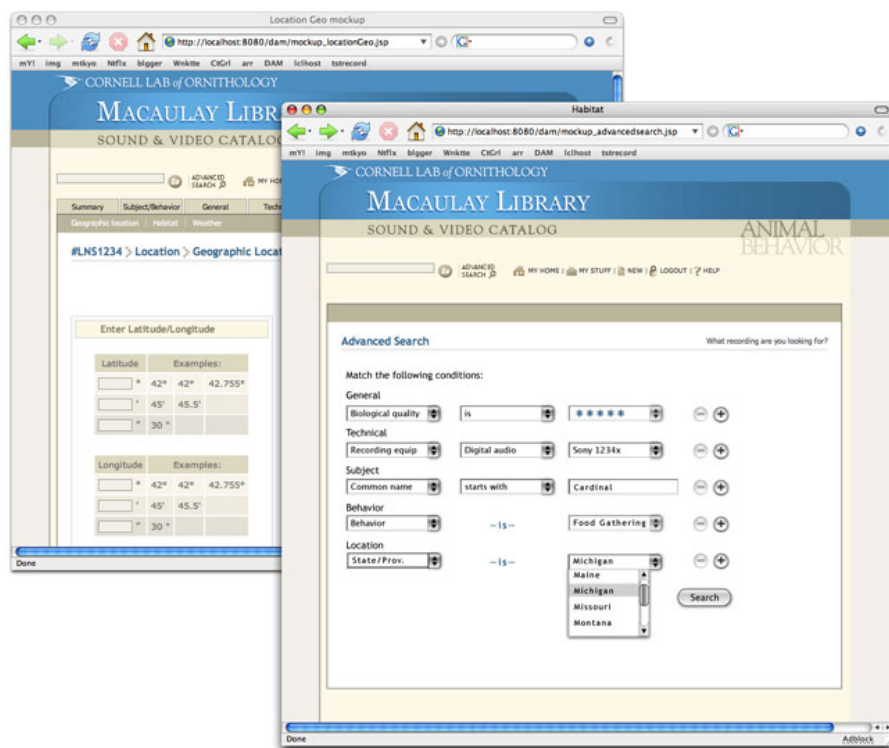 Location Geo mockup
http://localhost:8080/dam/mockup_locationGeo.jsp
mY! img mtkyo Ntflx blgger Wnktte CtGrl arr DAM lclhost tstrecord
CORNELL LAB of ORNITHOLOGY
MACAULAY LIBR
SOUND & VIDEO CATALOG
ADVANCED SEARCH
MY HO
Summary Subject/Behavior General Tech
Geographic location | Habitat | Weather
#LNS1234 > Location > Geographic Locat
Enter Latitude/Longitude
Latitude Examples:
° 42° 42° 42.755°
' 45' 45.5'
" 30 "
Longitude Examples:
° 42° 42° 42.755°
' 45' 45.5'
" 30 "
Done
Habitat
http://localhost:8080/dam/mockup_advancedsearch.jsp
mY! img mtkyo Ntflx blgger Wnktte CtGrl arr DAM lclhost tstrecord
CORNELL LAB of ORNITHOLOGY
MACAULAY LIBRARY
SOUND & VIDEO CATALOG
ANIMAL
BEHAVIOR
ADVANCED SEARCH
MY HOME | MY STUFF | NEW | LOGOUT | ? HELP
Advanced Search What recording are you looking for?
Match the following conditions:
General
Biological quality is *****
Technical
Recording equip Digital audio Sony 1234x
Subject
Common name starts with Cardinal
Behavior
Behavior —is— Food Gathering
Location
State/Prov. —is— Michigan
Maine
Michigan
Missouri
Montana
Search
Done Adblock